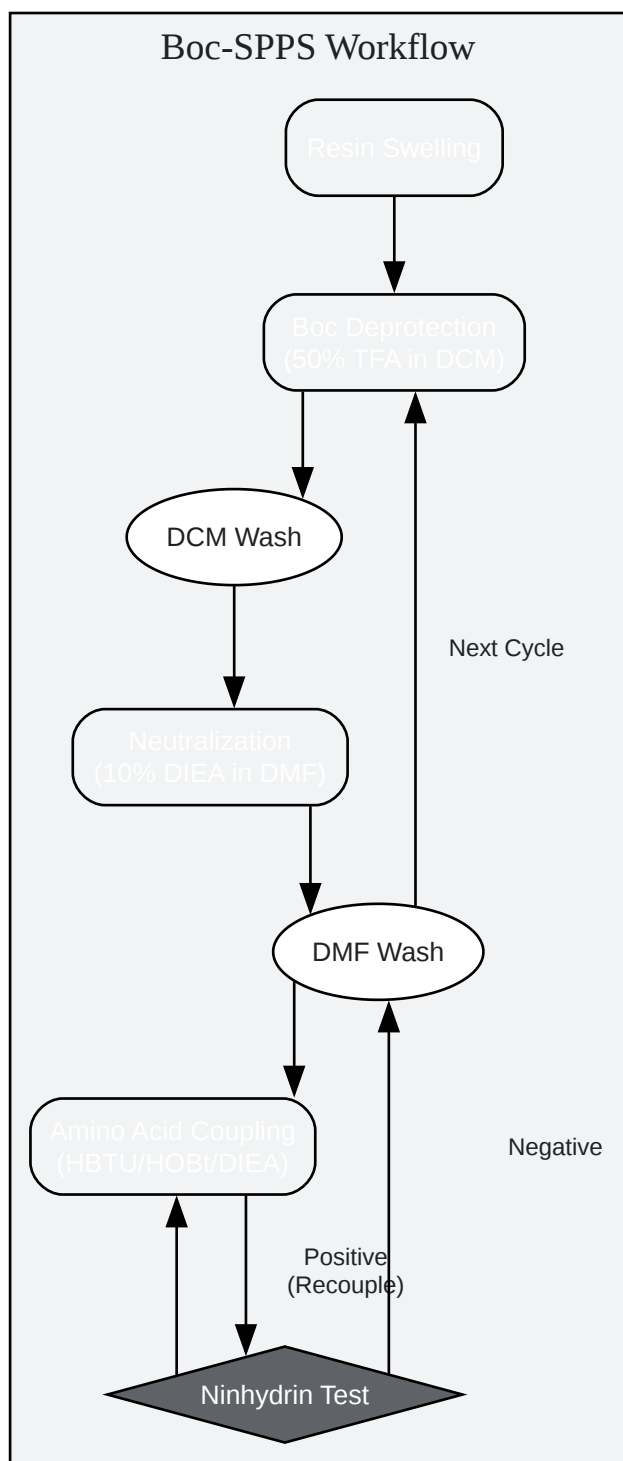 Boc-SPPS Workflow
Resin Swelling
Boc Deprotection
(50% TFA in DCM)
DCM Wash
Next Cycle
Neutralization
(10% DIEA in DMF)
DMF Wash
Amino Acid Coupling
(HBTU/HOBt/DIEA)
Negative
Positive
(Recouple)
Ninhydrin Test